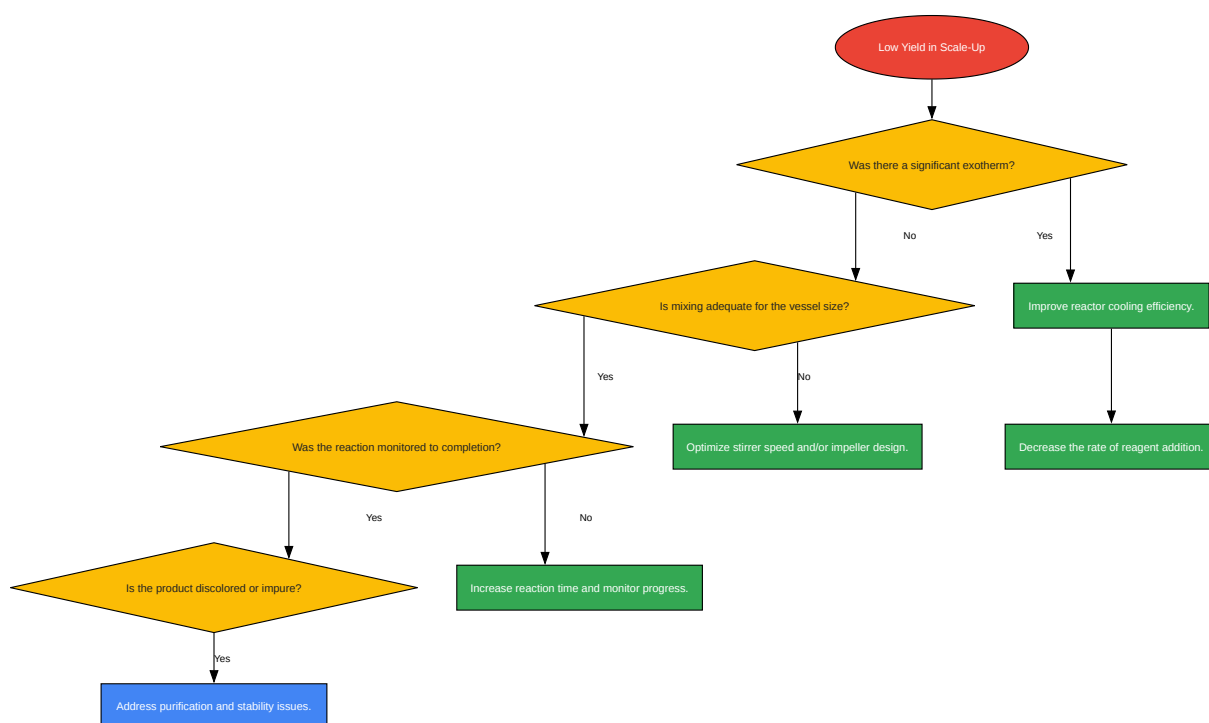 Low Yield in Scale-Up
Was there a significant exotherm?
No
Yes
Is mixing adequate for the vessel size?
Improve reactor cooling efficiency.
Yes
No
Was the reaction monitored to completion?
Optimize stirrer speed and/or impeller design.
Decrease the rate of reagent addition.
Yes
No
Is the product discolored or impure?
Increase reaction time and monitor progress.
Yes
Address purification and stability issues.